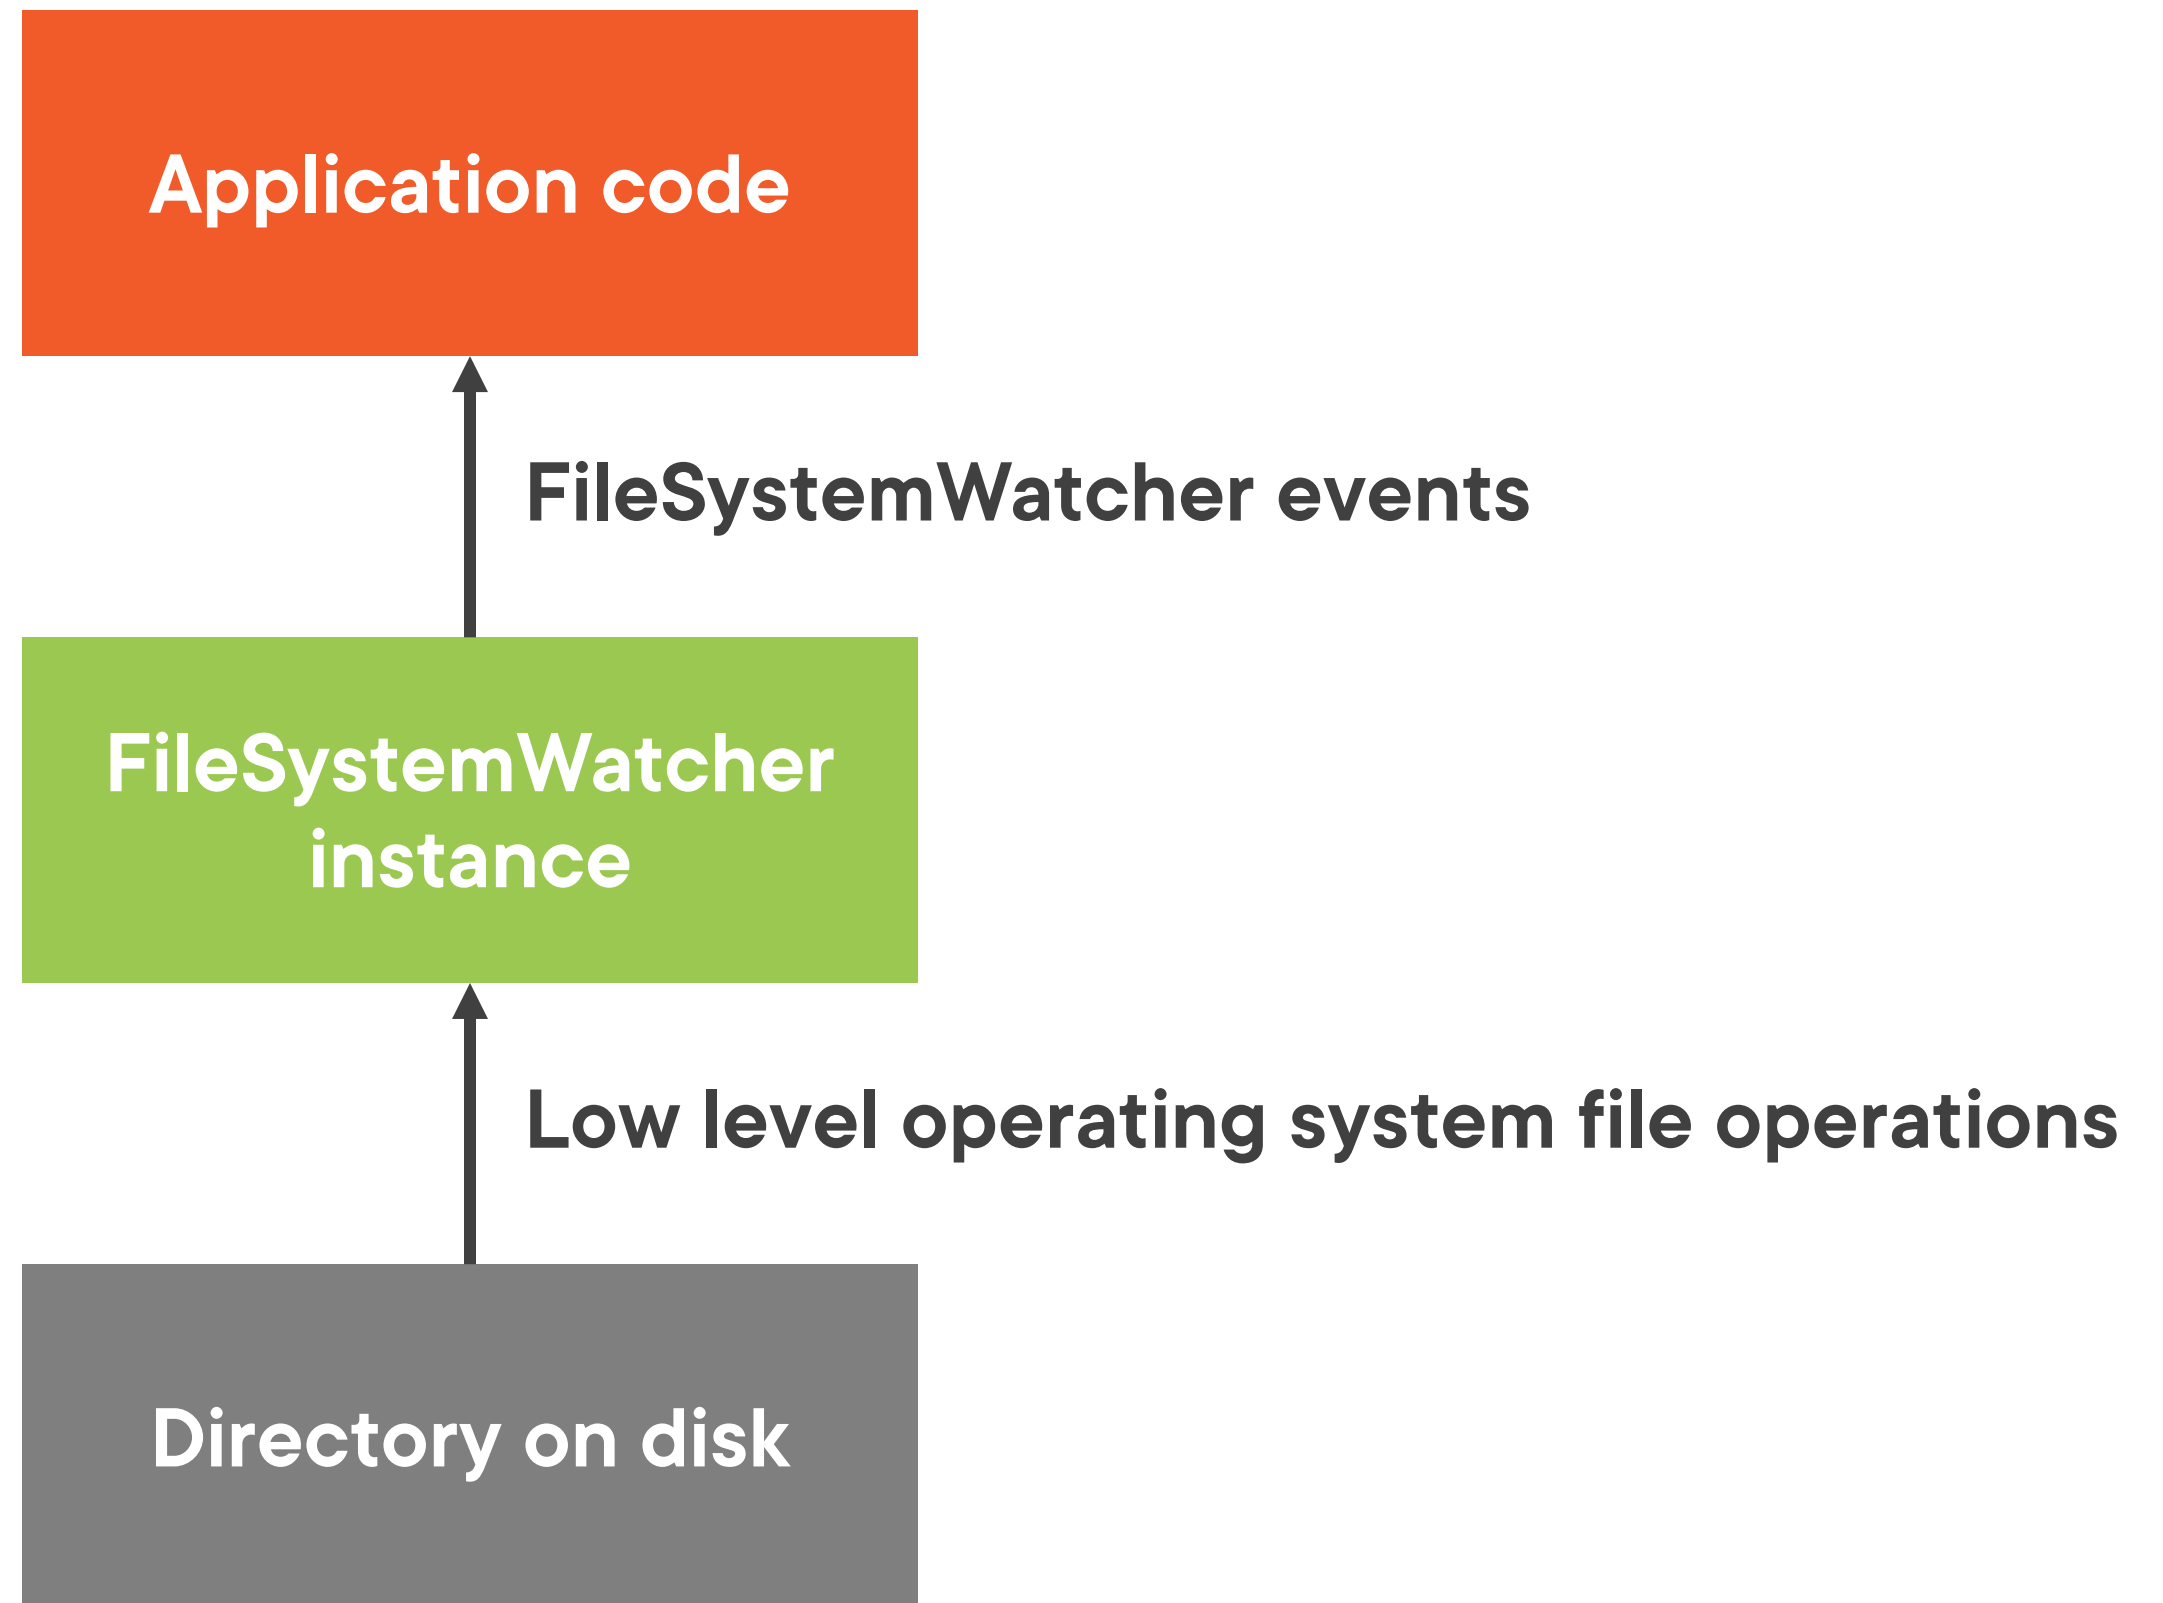 Application code
FileSystemWatcher events
FileSystemWatcher
instance
Low level operating system file operations
Directory on disk